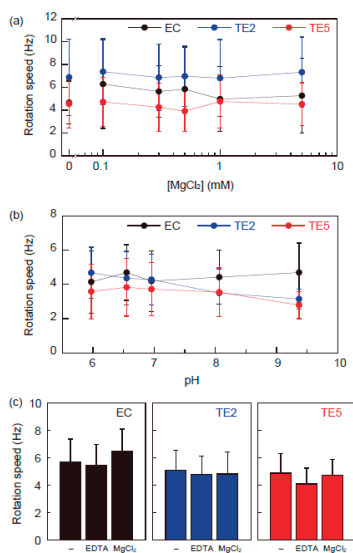 (a)
EC TE2 TE5
Rotation speed (Hz)
12
10
8
6
4
2
0
0 0.1 1 10
[MgCl₂] (mM)
(b)
EC TE2 TE5
Rotation speed (Hz)
8
6
4
2
0
6 7 8 9 10
pH
(c)
Rotation speed (Hz)
10
8
6
4
2
0
EC
– EDTA MgCl₂
TE2
– EDTA MgCl₂
TE5
– EDTA MgCl₂